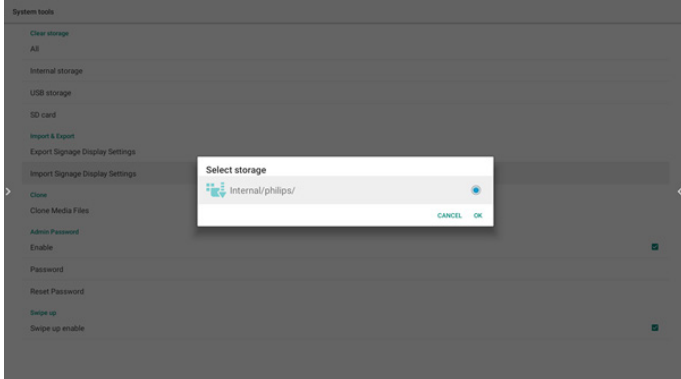 System tools
Clear storage
All
Internal storage
USB storage
SD card
Import & Export
Export Signage Display Settings
Import Signage Display Settings
Select storage
Internal/philips/
CANCEL OK
Clone
Clone Media Files
Admin Password
Enable
Password
Reset Password
Swipe up
Swipe up enable